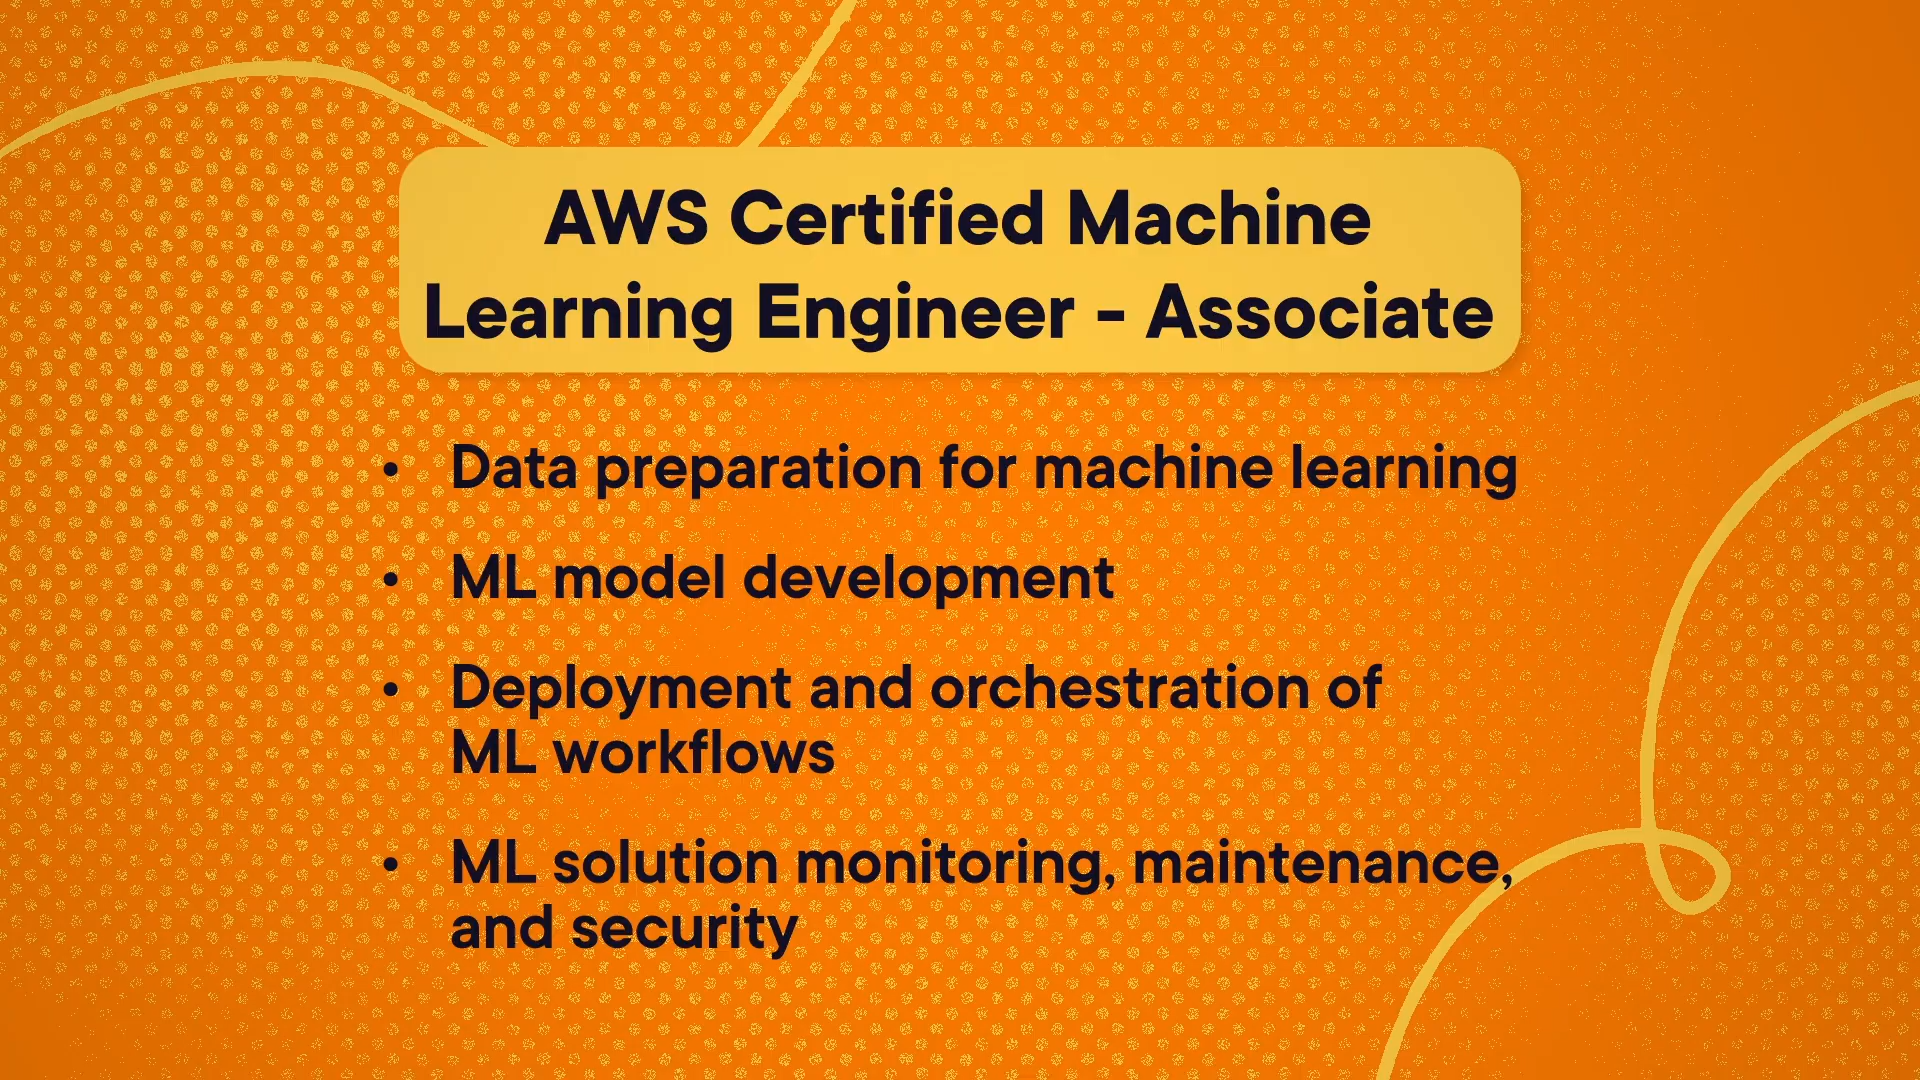 AWS Certified Machine
Learning Engineer - Associate
• Data preparation for machine learning
• ML model development
• Deployment and orchestration of
ML workflows
• ML solution monitoring, maintenance,
and security